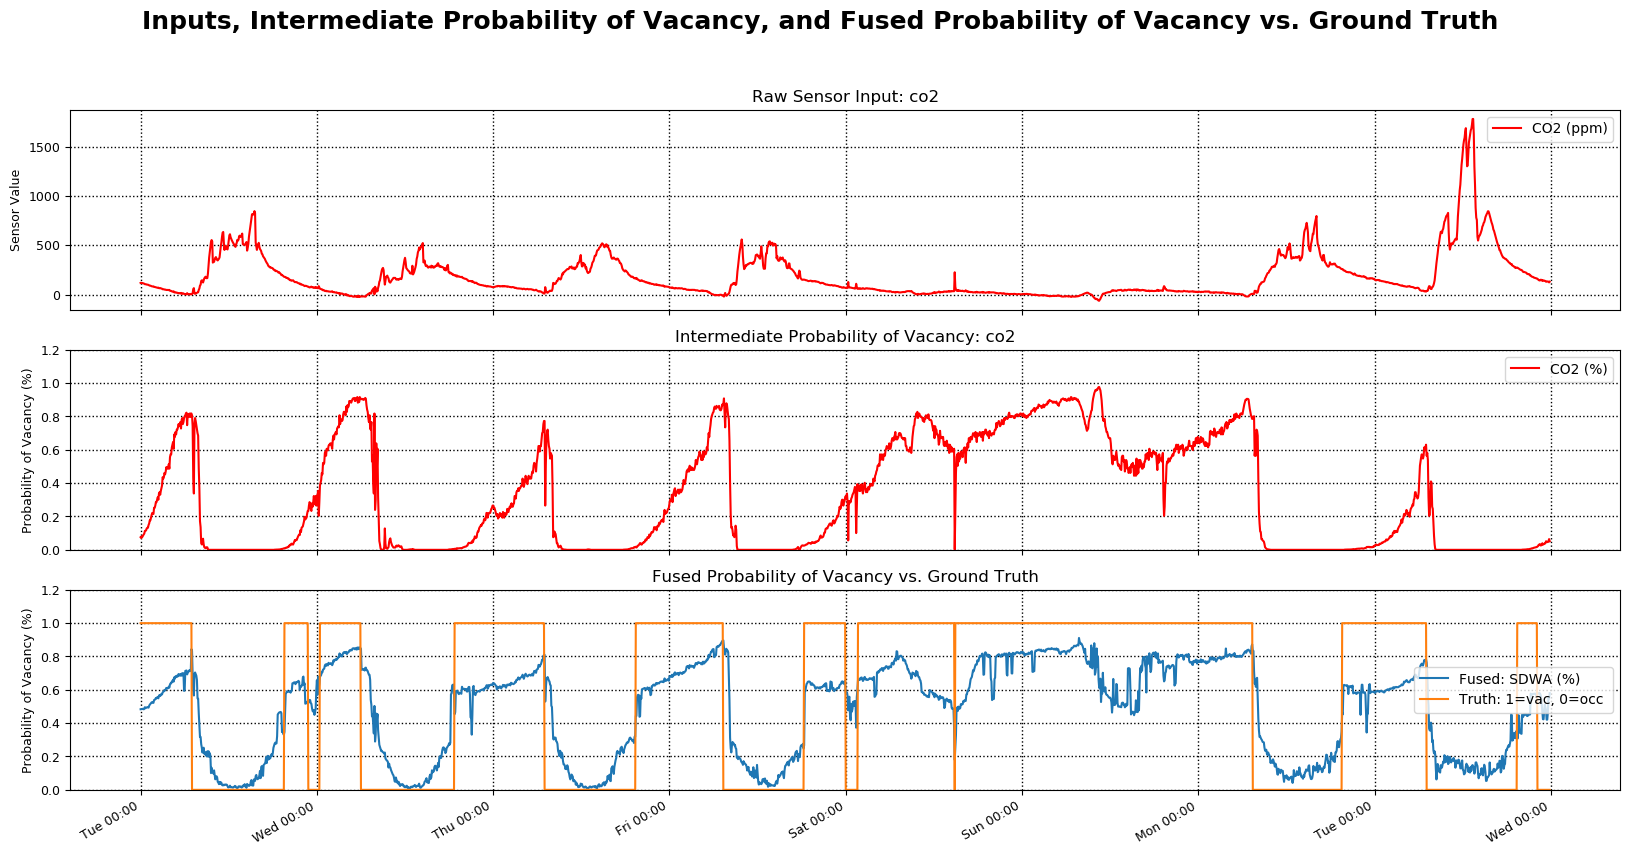 Inputs, Intermediate Probability of Vacancy, and Fused Probability of Vacancy vs. Ground Truth
Raw Sensor Input: co2
Sensor Value
1500
1000
500
0
CO2 (ppm)
Intermediate Probability of Vacancy: co2
Probability of Vacancy (%)
1.2
1.0
0.8
0.6
0.4
0.2
0.0
CO2 (%)
Fused Probability of Vacancy vs. Ground Truth
Probability of Vacancy (%)
1.2
1.0
0.8
0.6
0.4
0.2
0.0
Fused: SDWA (%)
Truth: 1=vac, 0=occ
Tue 00:00
Wed 00:00
Thu 00:00
Fri 00:00
Sat 00:00
Sun 00:00
Mon 00:00
Tue 00:00
Wed 00:00